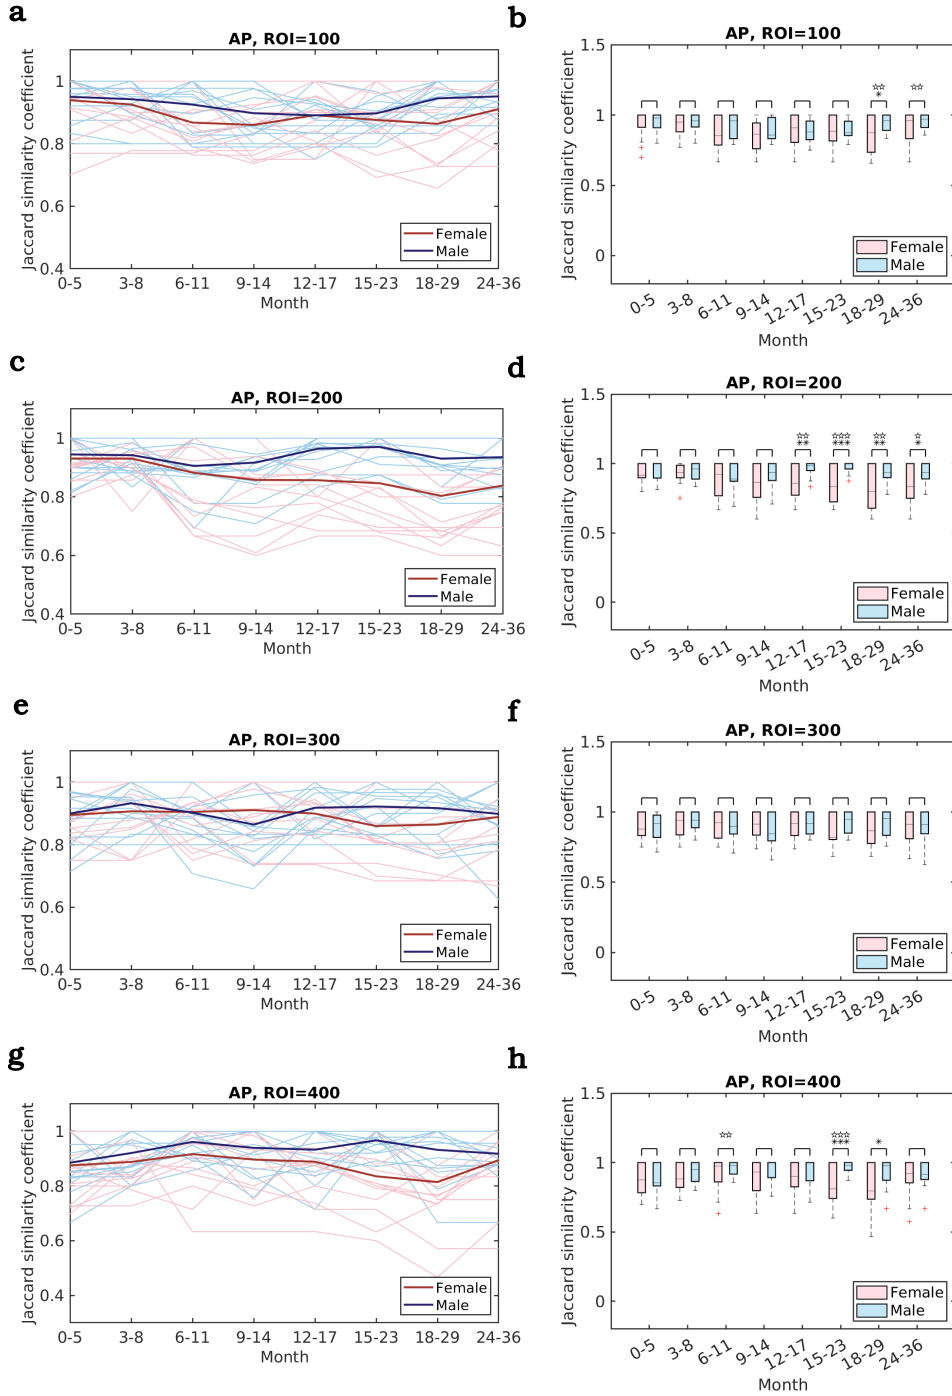 a
AP, ROI=100
Jaccard similarity coefficient
1
0.8
0.6
0.4
0-5 3-8 6-11 9-14 12-17 15-23 18-29 24-36
Month
Female
Male
b
AP, ROI=100
Jaccard similarity coefficient
1.5
1
0.5
0
0-5 3-8 6-11 9-14 12-17 15-23 18-29 24-36
Month
☆☆ ☆☆
*
Female
Male
c
AP, ROI=200
Jaccard similarity coefficient
1
0.8
0.6
0.4
0-5 3-8 6-11 9-14 12-17 15-23 18-29 24-36
Month
Female
Male
d
AP, ROI=200
Jaccard similarity coefficient
1.5
1
0.5
0
0-5 3-8 6-11 9-14 12-17 15-23 18-29 24-36
Month
☆☆ ☆☆☆ ☆☆ ☆
** *** ** *
Female
Male
e
AP, ROI=300
Jaccard similarity coefficient
1
0.8
0.6
0.4
0-5 3-8 6-11 9-14 12-17 15-23 18-29 24-36
Month
Female
Male
f
AP, ROI=300
Jaccard similarity coefficient
1.5
1
0.5
0
0-5 3-8 6-11 9-14 12-17 15-23 18-29 24-36
Month
Female
Male
g
AP, ROI=400
Jaccard similarity coefficient
1
0.8
0.6
0.4
0-5 3-8 6-11 9-14 12-17 15-23 18-29 24-36
Month
Female
Male
h
AP, ROI=400
Jaccard similarity coefficient
1.5
1
0.5
0
0-5 3-8 6-11 9-14 12-17 15-23 18-29 24-36
Month
☆☆ ☆☆☆
*** *
Female
Male